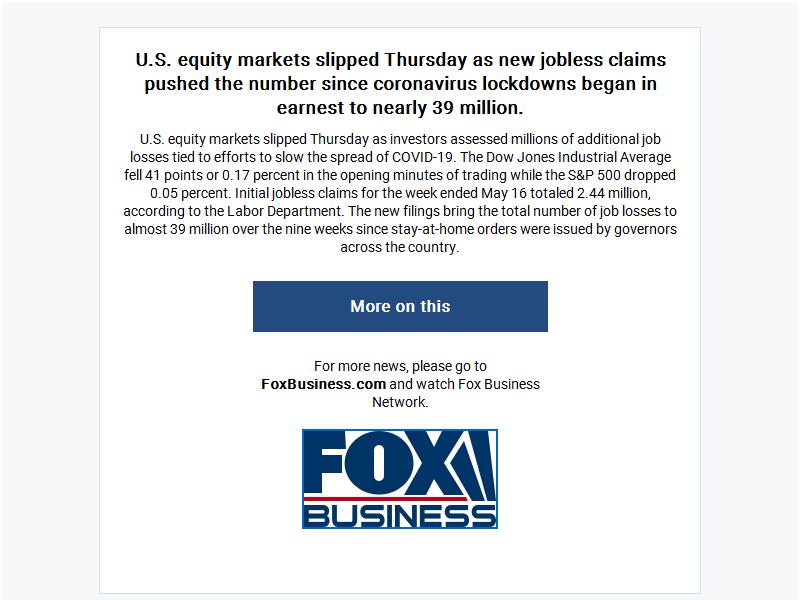 U.S. equity markets slipped Thursday as new jobless claims
pushed the number since coronavirus lockdowns began in
earnest to nearly 39 million.
U.S. equity markets slipped Thursday as investors assessed millions of additional job
losses tied to efforts to slow the spread of COVID-19. The Dow Jones Industrial Average
fell 41 points or 0.17 percent in the opening minutes of trading while the S&P 500 dropped
0.05 percent. Initial jobless claims for the week ended May 16 totaled 2.44 million,
according to the Labor Department. The new filings bring the total number of job losses to
almost 39 million over the nine weeks since stay-at-home orders were issued by governors
across the country.
More on this
For more news, please go to
FoxBusiness.com and watch Fox Business
Network.
FOX
BUSINESS